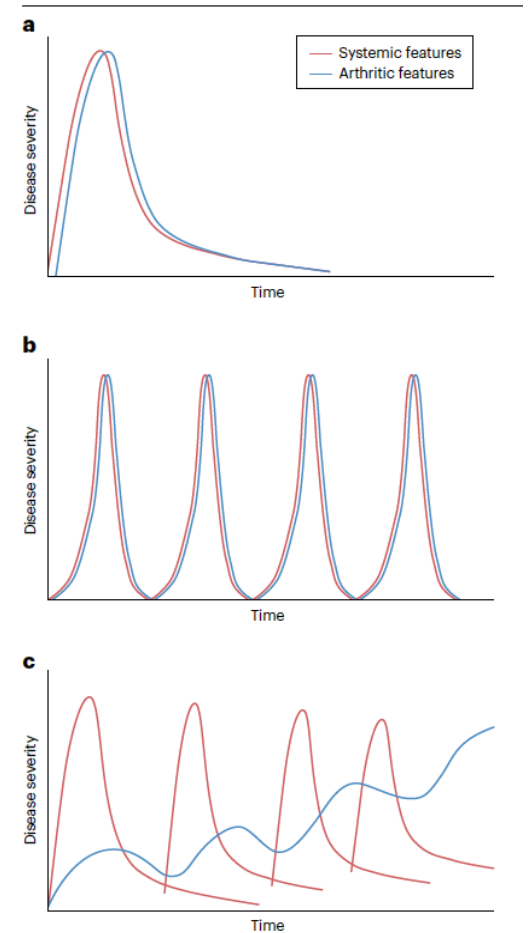 a
Systemic features
Arthritic features
Disease severity
Time
b
Disease severity
Time
c
Disease severity
Time